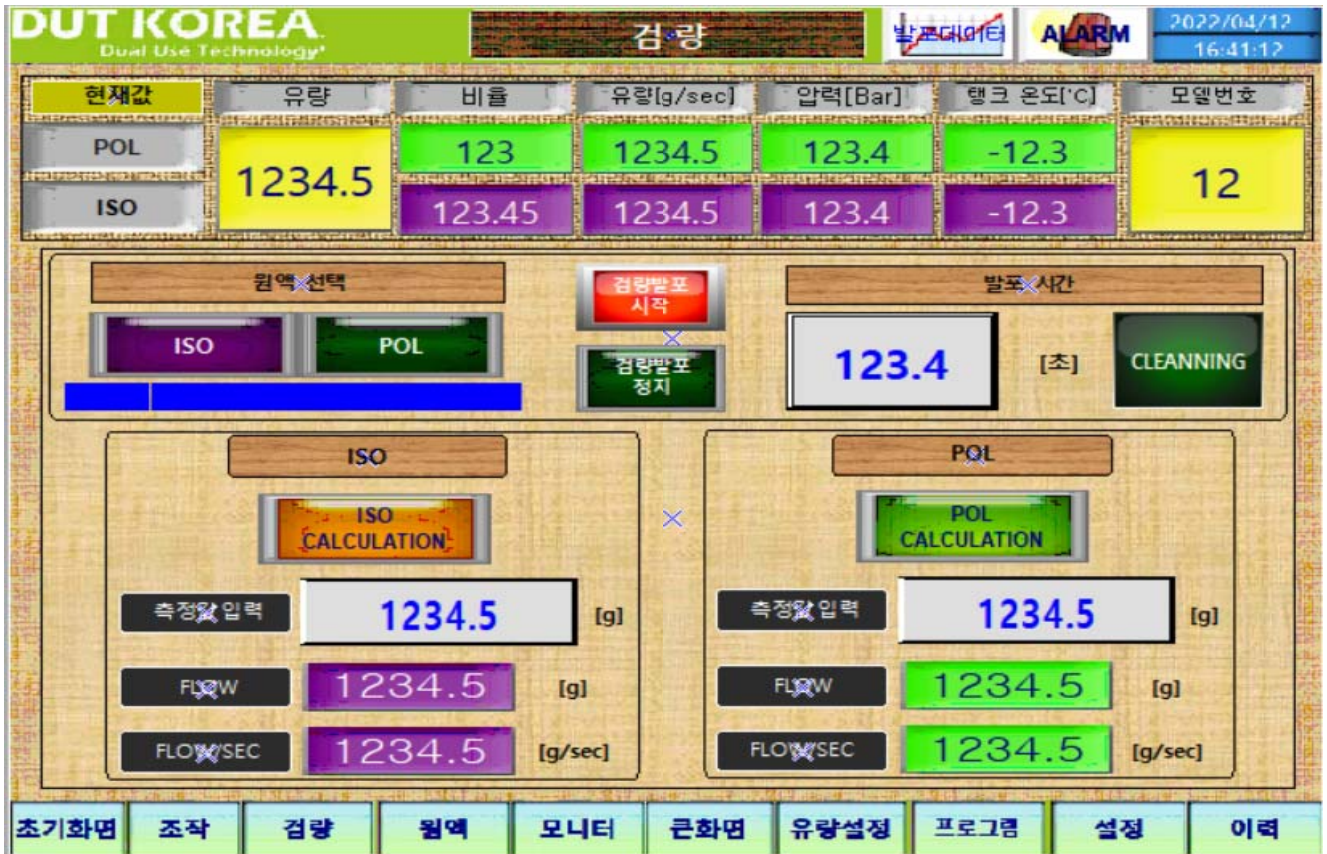 DUT KOREA
Dual Use Technology
검량
발포데이터
ALARM
2022/04/12
16:41:12
현재값 유량 비율 유량[g/sec] 압력[Bar] 탱크 온도['C] 모델번호
POL 1234.5 123 1234.5 123.4 -12.3 12
ISO 123.45 1234.5 123.4 -12.3
원액 선택
검량발포
시작
발포 시간
ISO POL
검량발포
정지
123.4 [초] CLEANNING
ISO
ISO
CALCULATION
측정량 입력 1234.5 [g]
FLOW 1234.5 [g]
FLOW/SEC 1234.5 [g/sec]
POL
POL
CALCULATION
측정량 입력 1234.5 [g]
FLOW 1234.5 [g]
FLOW/SEC 1234.5 [g/sec]
초기화면 조작 검량 원액 모니터 큰화면 유량설정 프로그램 설정 이력